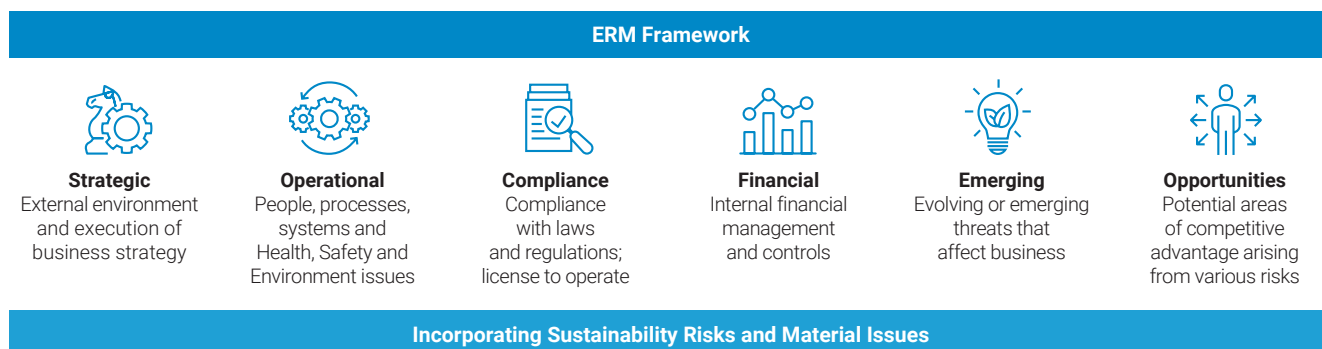 ERM Framework
Strategic
External environment
and execution of
business strategy
Operational
People, processes,
systems and
Health, Safety and
Environment issues
Compliance
Compliance
with laws
and regulations;
license to operate
Financial
Internal financial
management
and controls
Emerging
Evolving or emerging
threats that
affect business
Opportunities
Potential areas
of competitive
advantage arising
from various risks
Incorporating Sustainability Risks and Material Issues